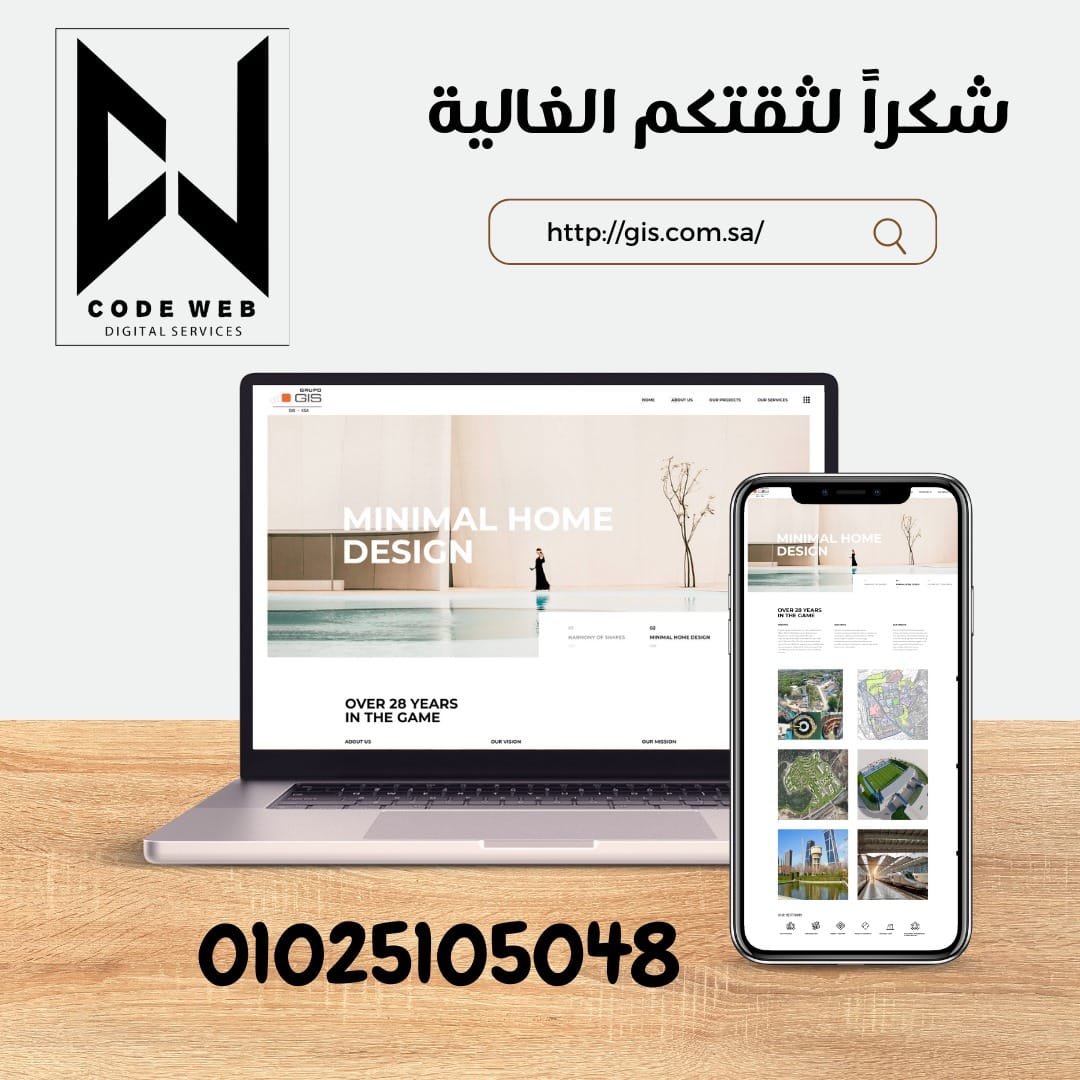 شكراً لثقتكم الغالية
http://gis.com.sa/
CODE WEB
DIGITAL SERVICES
GRUPO
GIS
GIS - KSA
HOME ABOUT US OUR PROJECTS OUR SERVICES
MINIMAL HOME
DESIGN
01 02
HARMONY OF SHAPES MINIMAL HOME DESIGN
OVER 28 YEARS
IN THE GAME
ABOUT US OUR VISION OUR MISSION
MINIMAL HOME
DESIGN
OVER 28 YEARS
IN THE GAME
01025105048